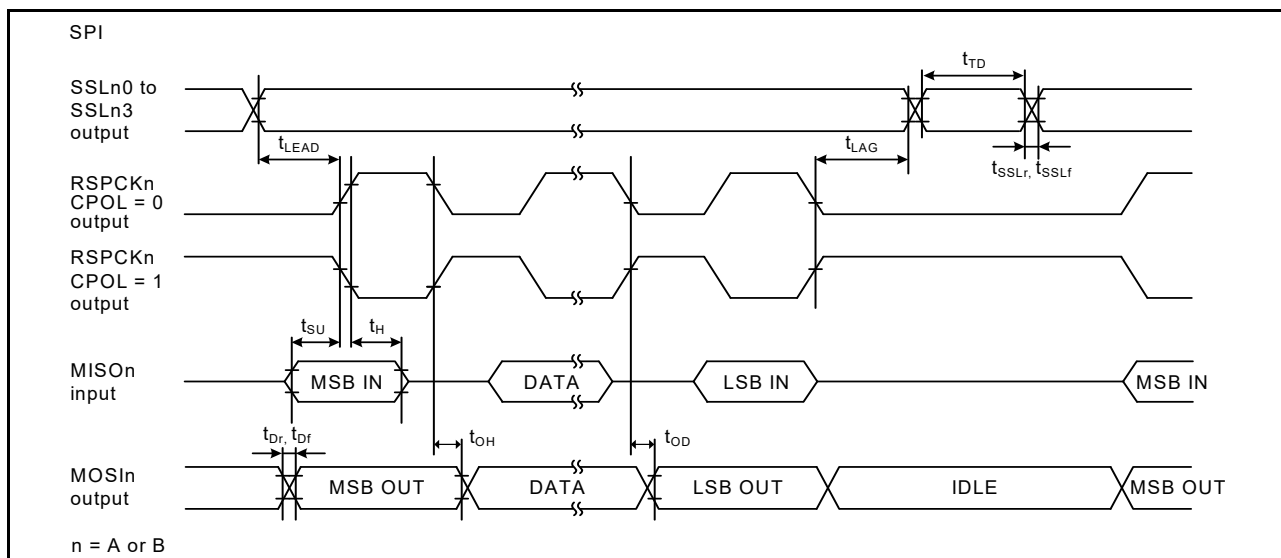 SPI
SSLn0 to
SSLn3
output
tTD
tLEAD
tLAG
tSSLr, tSSLf
RSPCKn
CPOL = 0
output
RSPCKn
CPOL = 1
output
tSU
tH
MISOn
input
MSB IN
DATA
LSB IN
MSB IN
tDr, tDf
tOH
tOD
MOSIn
output
MSB OUT
DATA
LSB OUT
IDLE
MSB OUT
n = A or B